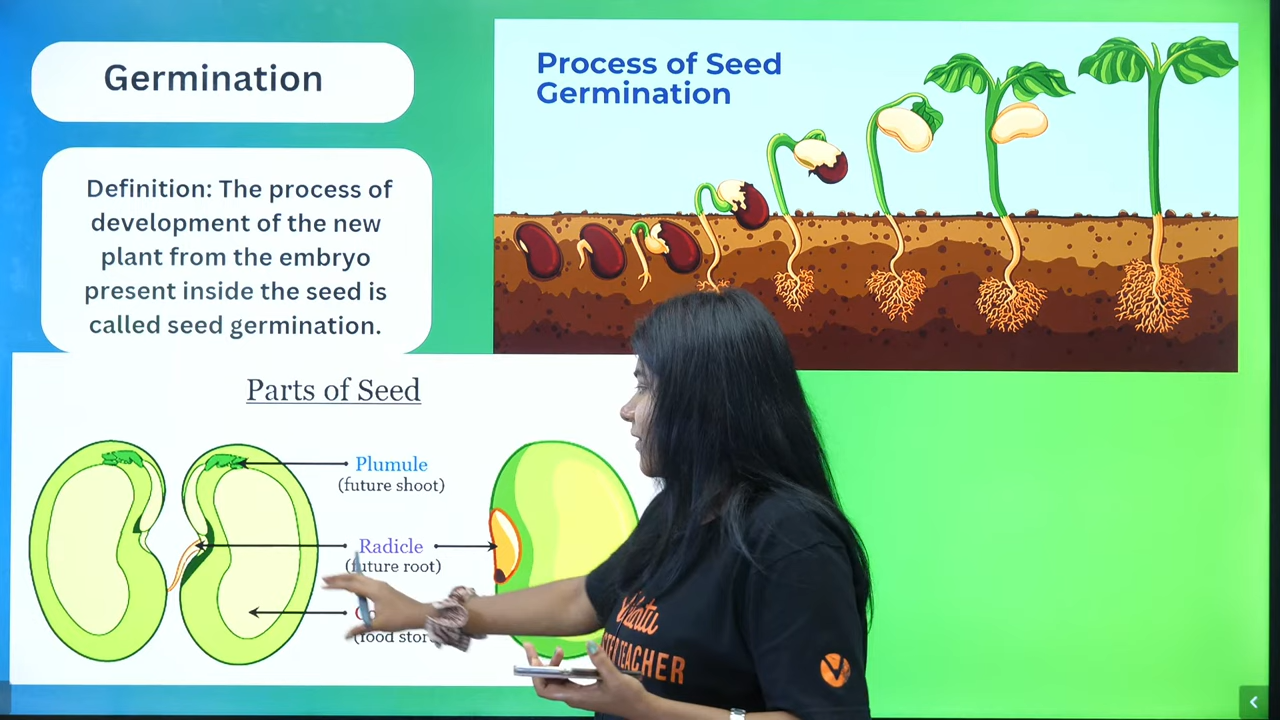 Germination
Definition: The process of
development of the new
plant from the embryo
present inside the seed is
called seed germination.
Process of Seed
Germination
Parts of Seed
Plumule
(future shoot)
Radicle
(future root)
(food
TEACHER
V